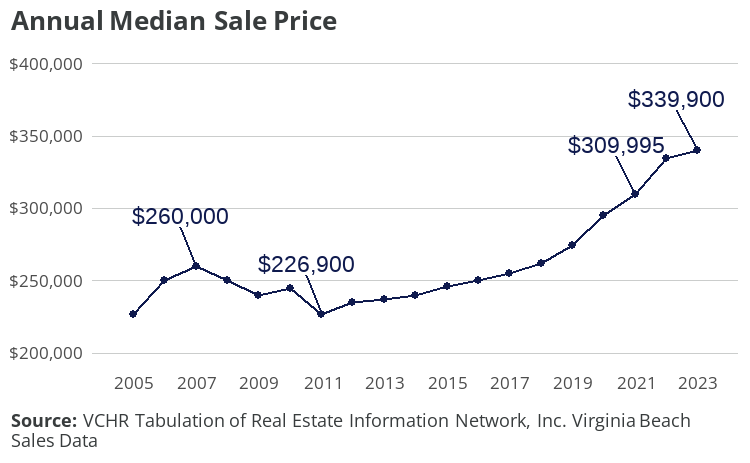 Annual Median Sale Price
$400,000
$350,000
$300,000
$250,000
$200,000
$339,900
$309,995
$260,000
$226,900
2005 2007 2009 2011 2013 2015 2017 2019 2021 2023
Source: VCHR Tabulation of Real Estate Information Network, Inc. Virginia Beach
Sales Data